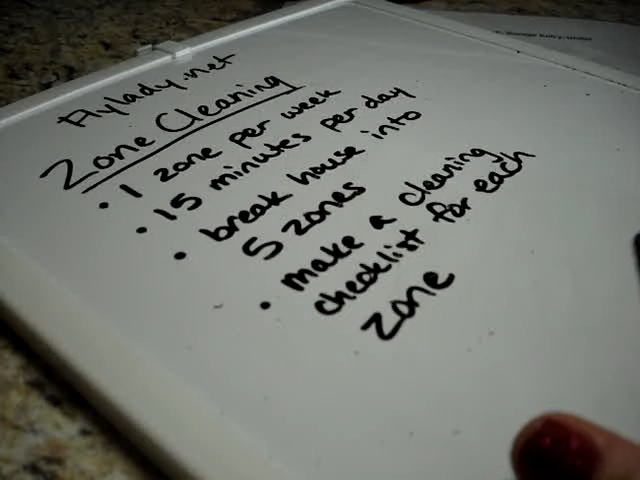 Flylady.net
Zone Cleaning
• 1 zone per week
• 15 minutes per day
• break house into
5 zones
• make a cleaning
checklist for each
zone